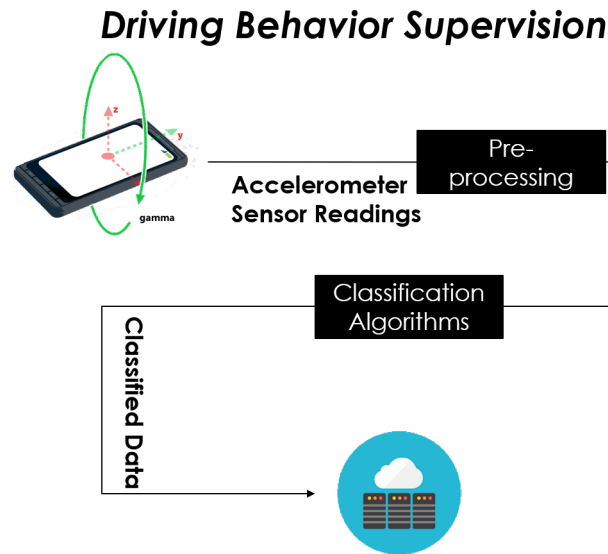 Driving Behavior Supervision
z
y
gamma
Accelerometer
Sensor Readings
Pre-
processing
Classification
Algorithms
Classified Data